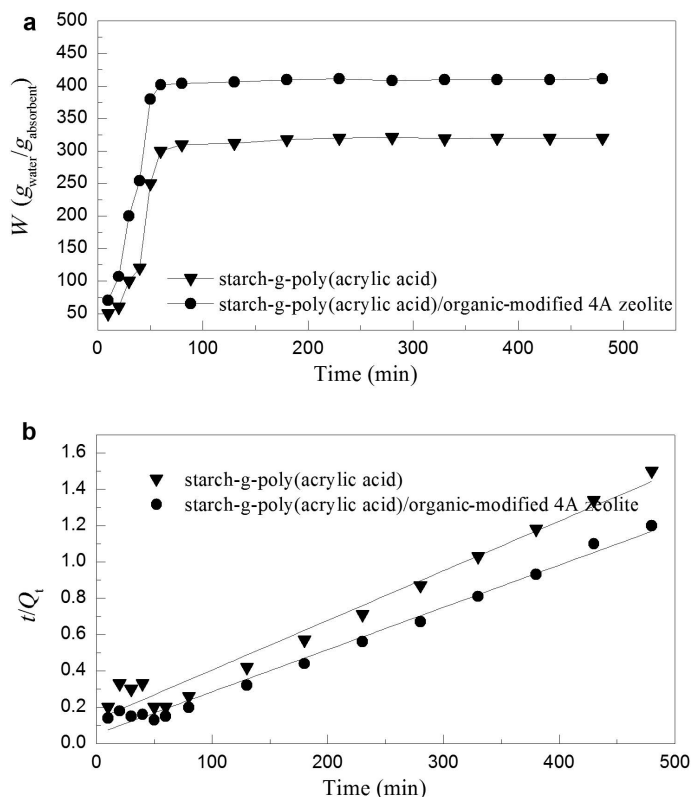 a
W (g_water/g_absorbent)
500
450
400
350
300
250
200
150
100
50
starch-g-poly(acrylic acid)
starch-g-poly(acrylic acid)/organic-modified 4A zeolite
0 100 200 300 400 500
Time (min)
b
t/Q_t
1.6
1.4
1.2
1.0
0.8
0.6
0.4
0.2
0.0
starch-g-poly(acrylic acid)
starch-g-poly(acrylic acid)/organic-modified 4A zeolite
0 100 200 300 400 500
Time (min)